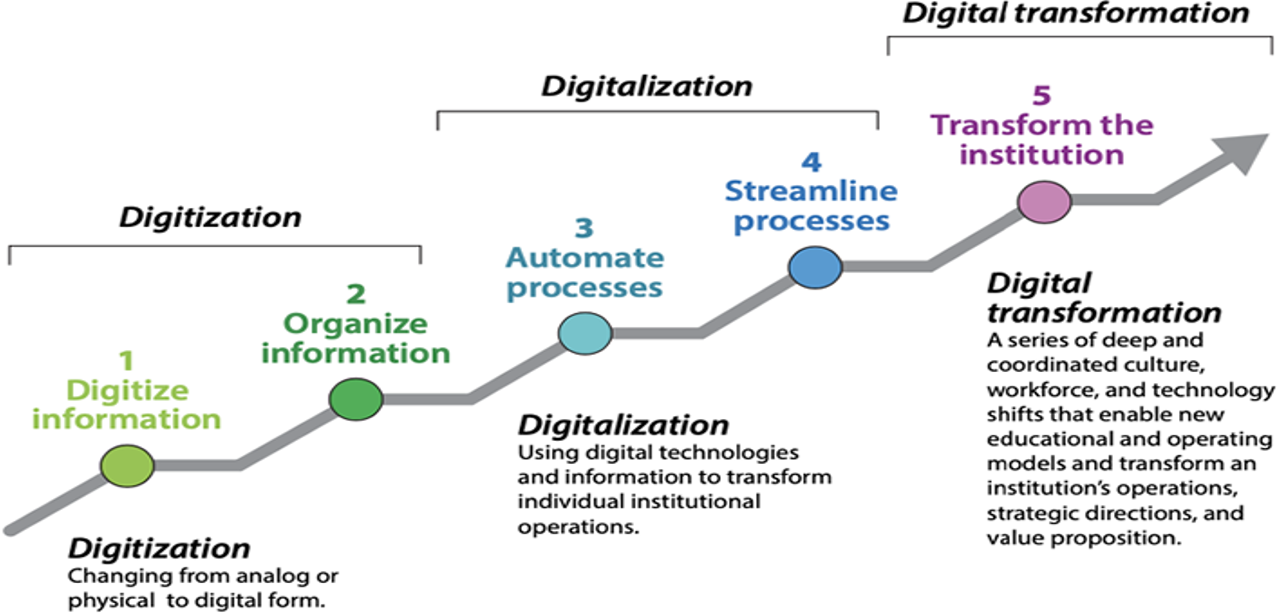 Digital transformation
Digitalization
Digitization
1
Digitize
information
2
Organize
information
3
Automate
processes
4
Streamline
processes
5
Transform the
institution
Digitization
Changing from analog or
physical to digital form.
Digitalization
Using digital technologies
and information to transform
individual institutional
operations.
Digital
transformation
A series of deep and
coordinated culture,
workforce, and technology
shifts that enable new
educational and operating
models and transform an
institution's operations,
strategic directions, and
value proposition.